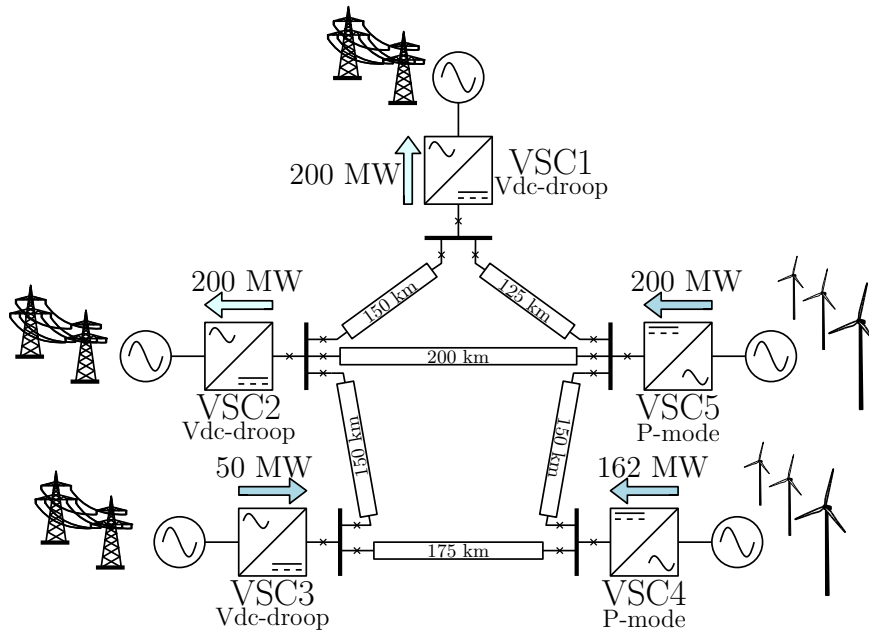 200 MW
VSC1
Vdc-droop
150 km
125 km
200 MW
200 MW
200 km
VSC2
Vdc-droop
VSC5
P-mode
150 km
150 km
50 MW
162 MW
175 km
VSC3
Vdc-droop
VSC4
P-mode